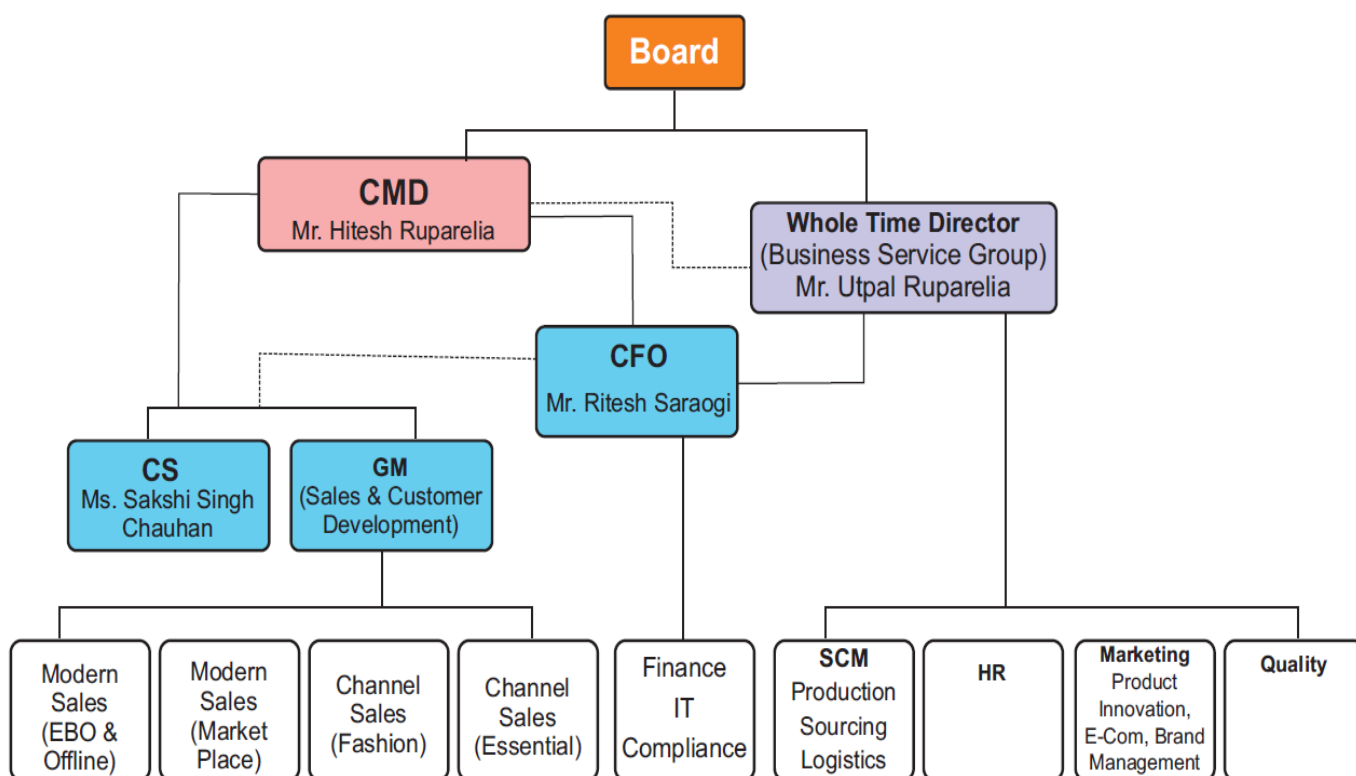 Board
CMD
Mr. Hitesh Ruparelia
Whole Time Director
(Business Service Group)
Mr. Utpal Ruparelia
CFO
Mr. Ritesh Saraogi
CS
Ms. Sakshi Singh
Chauhan
GM
(Sales & Customer
Development)
Modern
Sales
(EBO &
Offline)
Modern
Sales
(Market
Place)
Channel
Sales
(Fashion)
Channel
Sales
(Essential)
Finance
IT
Compliance
SCM
Production
Sourcing
Logistics
HR
Marketing
Product
Innovation,
E-Com, Brand
Management
Quality